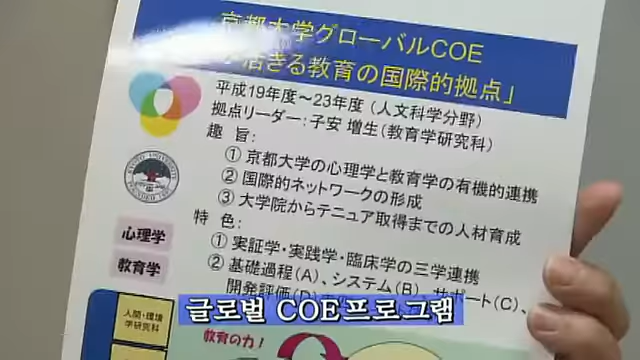 京都大学グローバルCOE
活きる教育の国際的拠点」
平成19年度～23年度(人文科学分野)
拠点リーダー:子安 増生(教育学研究科)
趣 旨:
① 京都大学の心理学と教育学の有機的連携
② 国際的ネットワークの形成
③ 大学院からテニュア取得までの人材育成
特 色:
① 実証学・実践学・臨床学の三学連携
② 基礎過程(A)、システム(B)、サポート(C)、
開発評価(D)
心理学
教育学
人間・環境
学研究科
教育の力!
글로벌 COE프로그램